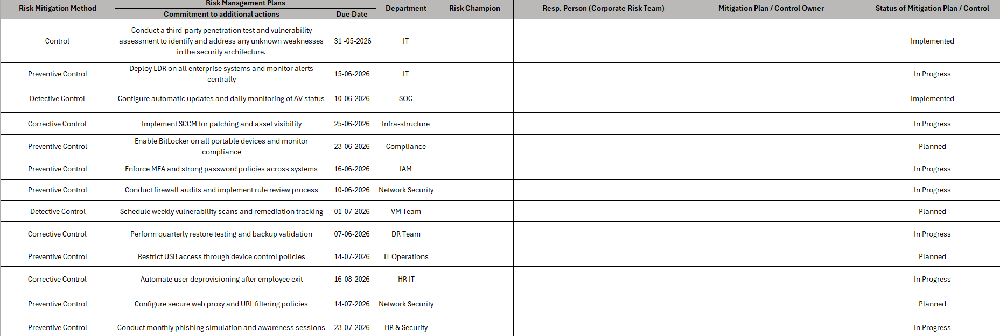 Risk Mitigation Method
Risk Management Plans
Commitment to additional actions
Due Date
Department
Risk Champion
Resp. Person (Corporate Risk Team)
Mitigation Plan / Control Owner
Status of Mitigation Plan / Control
Control
Conduct a third-party penetration test and vulnerability
assessment to identify and address any unknown weaknesses
in the security architecture.
31 -05-2026
IT
Implemented
Preventive Control
Deploy EDR on all enterprise systems and monitor alerts
centrally
15-06-2026
IT
In Progress
Detective Control
Configure automatic updates and daily monitoring of AV status
10-06-2026
SOC
Implemented
Corrective Control
Implement SCCM for patching and asset visibility
25-06-2026
Infra-structure
In Progress
Preventive Control
Enable BitLocker on all portable devices and monitor
compliance
23-06-2026
Compliance
Planned
Preventive Control
Enforce MFA and strong password policies across systems
16-06-2026
IAM
In Progress
Preventive Control
Conduct firewall audits and implement rule review process
10-06-2026
Network Security
In Progress
Detective Control
Schedule weekly vulnerability scans and remediation tracking
01-07-2026
VM Team
Planned
Corrective Control
Perform quarterly restore testing and backup validation
07-06-2026
DR Team
In Progress
Preventive Control
Restrict USB access through device control policies
14-07-2026
IT Operations
Planned
Corrective Control
Automate user deprovisioning after employee exit
16-08-2026
HR IT
In Progress
Preventive Control
Configure secure web proxy and URL filtering policies
14-07-2026
Network Security
Planned
Preventive Control
Conduct monthly phishing simulation and awareness sessions
23-07-2026
HR & Security
In Progress